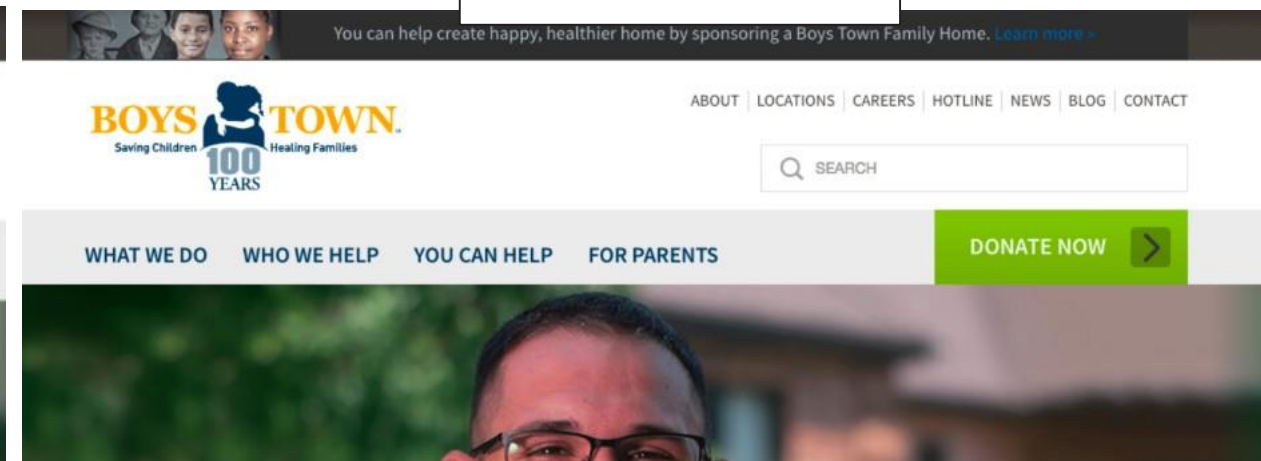 You can help create happy, healthier home by sponsoring a Boys Town Family Home. Learn more »
ABOUT LOCATIONS CAREERS HOTLINE NEWS BLOG CONTACT
BOYS TOWN
Saving Children Healing Families
100
YEARS
SEARCH
WHAT WE DO WHO WE HELP YOU CAN HELP FOR PARENTS DONATE NOW